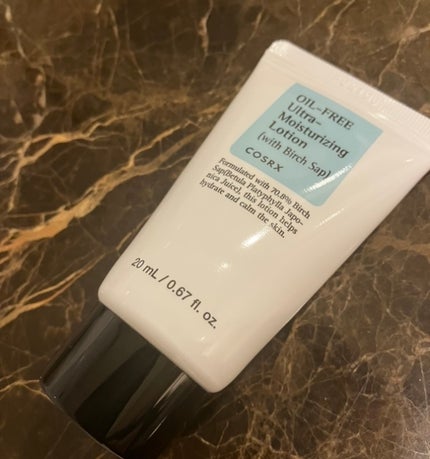 OIL-FREE
Ultra-
Moisturizing
Lotion
(with Birch Sap)
COSRX
Formulated with 70.8% Birch
Sap(Betula Platyphylla Japo-
nica Juice), this lotion helps
hydrate and calm the skin.
20 mL / 0.67 fl. oz.